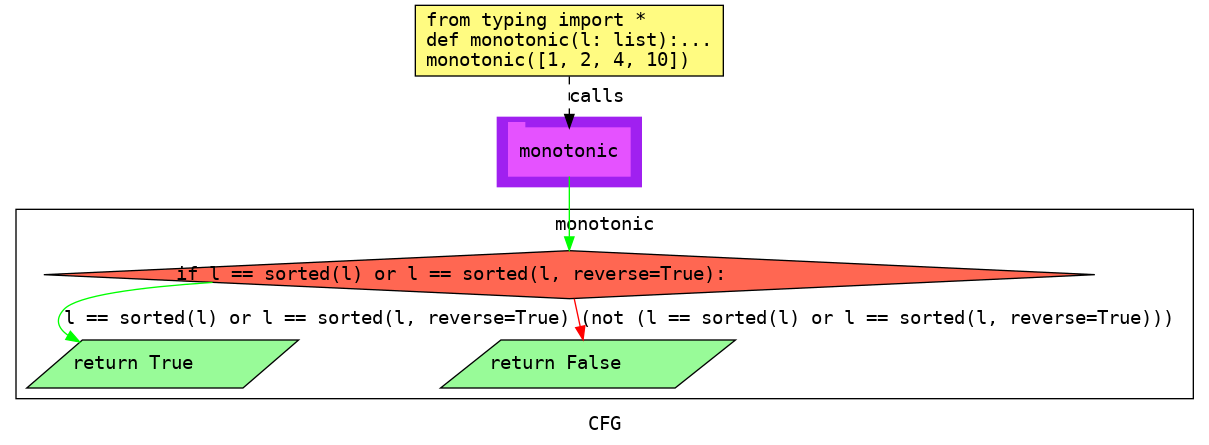 from typing import *
def monotonic(l: list):...
monotonic([1, 2, 4, 10])
calls
monotonic
monotonic
if l == sorted(l) or l == sorted(l, reverse=True):
l == sorted(l) or l == sorted(l, reverse=True)
(not (l == sorted(l) or l == sorted(l, reverse=True)))
return True
return False
CFG